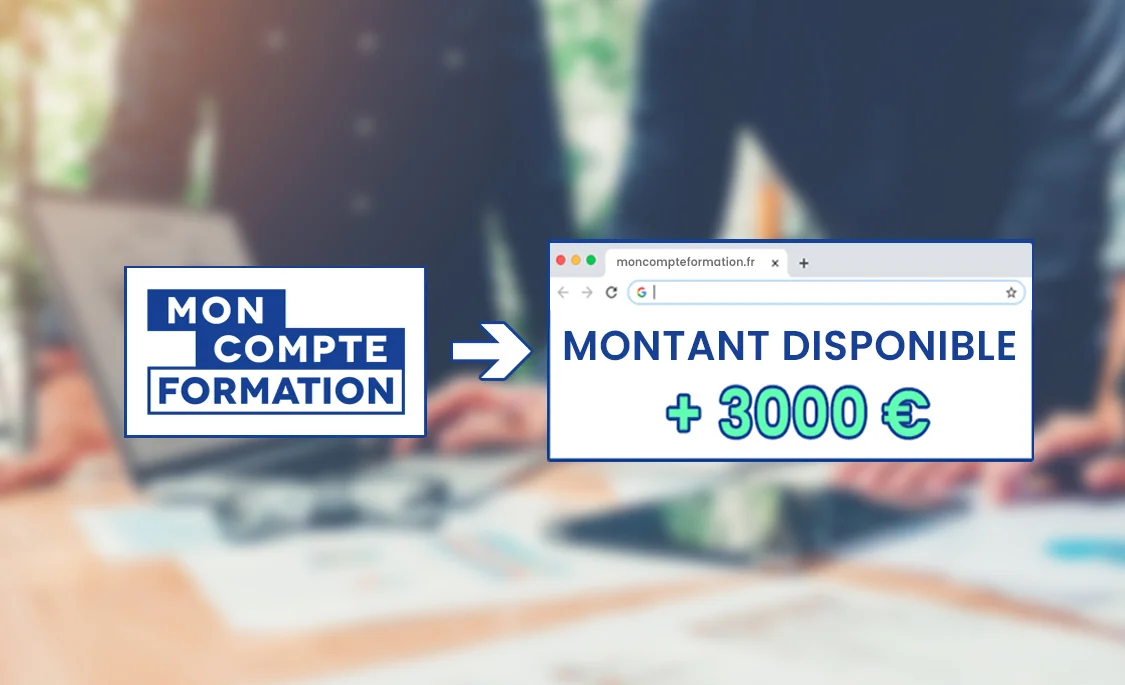 MON
COMPTE
FORMATION
moncompteformation.fr
MONTANT DISPONIBLE
+ 3000 €